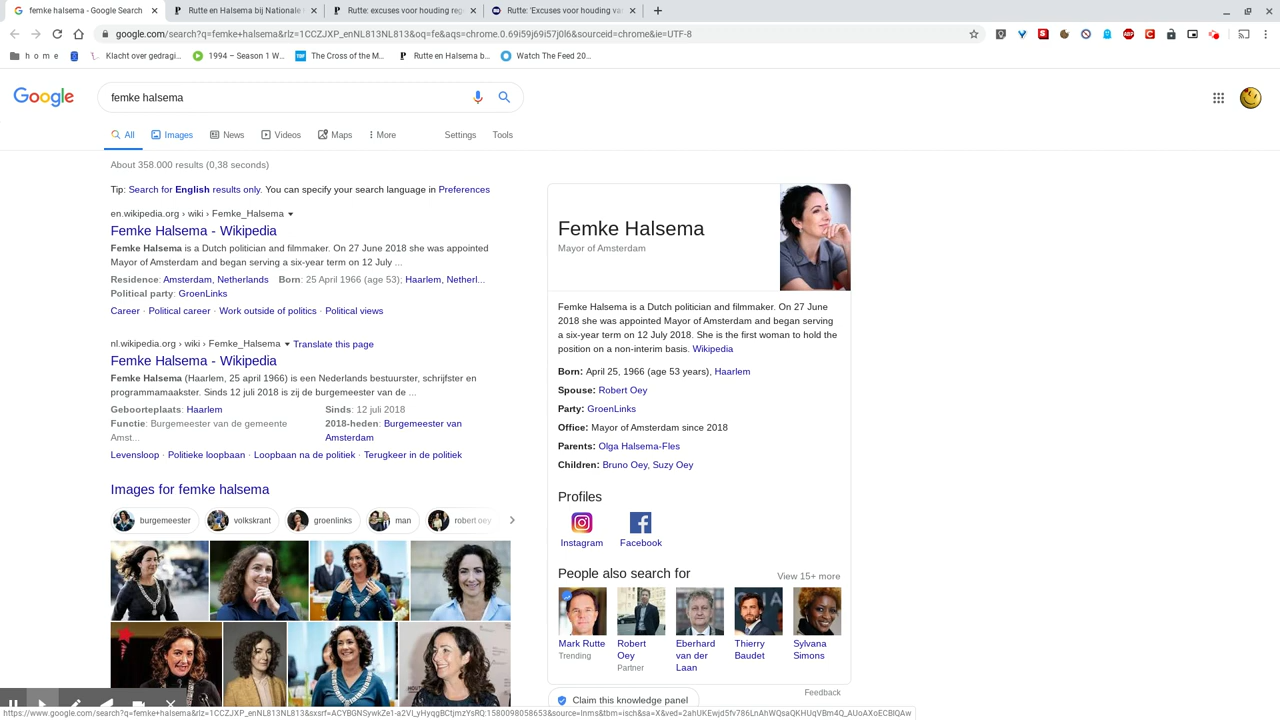 femke halsema - Google Search
Rutte en Halsema bij Nationale
Rutte: excuses voor houding reg
Rutte: 'Excuses voor houding va
google.com/search?q=femke+halsema&rlz=1CCZJXP_enNL813NL813&oq=fe&aqs=chrome.0.69i59j69i57j0l6&sourceid=chrome&ie=UTF-8
h o m e
Klacht over gedragi...
1994 – Season 1 W...
The Cross of the M...
Rutte en Halsema b...
Watch The Feed 20...
Google
femke halsema
All Images News Videos Maps More Settings Tools
About 358.000 results (0,38 seconds)
Tip: Search for English results only. You can specify your search language in Preferences
en.wikipedia.org › wiki › Femke_Halsema
Femke Halsema - Wikipedia
Femke Halsema is a Dutch politician and filmmaker. On 27 June 2018 she was appointed
Mayor of Amsterdam and began serving a six-year term on 12 July ...
Residence: Amsterdam, Netherlands Born: 25 April 1966 (age 53); Haarlem, Netherl...
Political party: GroenLinks
Career · Political career · Work outside of politics · Political views
nl.wikipedia.org › wiki › Femke_Halsema Translate this page
Femke Halsema - Wikipedia
Femke Halsema (Haarlem, 25 april 1966) is een Nederlands bestuurster, schrijfster en
programmamaakster. Sinds 12 juli 2018 is zij de burgemeester van de ...
Geboorteplaats: Haarlem
Sinds: 12 juli 2018
Functie: Burgemeester van de gemeente
Amst...
2018-heden: Burgemeester van
Amsterdam
Levensloop · Politieke loopbaan · Loopbaan na de politiek · Terugkeer in de politiek
Images for femke halsema
burgemeester volkskrant groenlinks man robert oey
Femke Halsema
Mayor of Amsterdam
Femke Halsema is a Dutch politician and filmmaker. On 27 June
2018 she was appointed Mayor of Amsterdam and began serving
a six-year term on 12 July 2018. She is the first woman to hold the
position on a non-interim basis. Wikipedia
Born: April 25, 1966 (age 53 years), Haarlem
Spouse: Robert Oey
Party: GroenLinks
Office: Mayor of Amsterdam since 2018
Parents: Olga Halsema-Fles
Children: Bruno Oey, Suzy Oey
Profiles
Instagram Facebook
People also search for
View 15+ more
Mark Rutte
Trending
Robert
Oey
Partner
Eberhard
van der
Laan
Thierry
Baudet
Sylvana
Simons
Feedback
Claim this knowledge panel